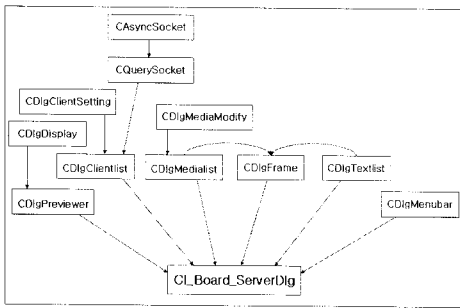 CAsyncSocket
CQuerySocket
CDlgClientSetting
CDlgMediaModify
CDlgDisplay
CDlgClientlist
CDlgMedialist
CDlgFrame
CDlgTextlist
CDlgPreviewer
CDlgMenubar
CI_Board_ServerDlg